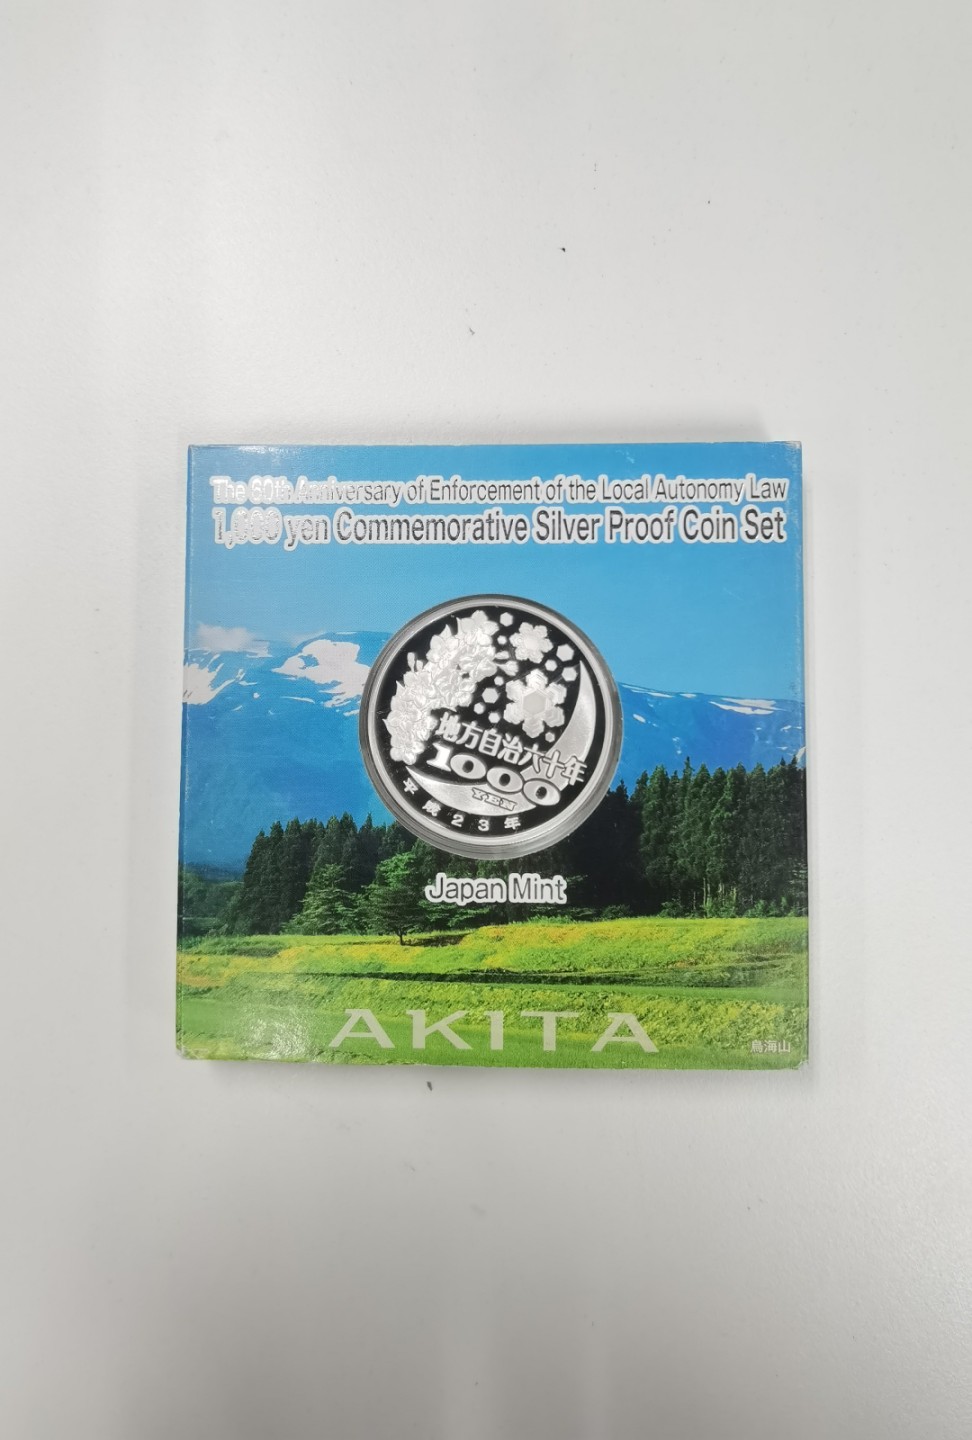 The 60th Anniversary of Enforcement of the Local Autonomy Law
1,000 yen Commemorative Silver Proof Coin Set
地方自治六十年
1000
YEN
平成23年
Japan Mint
AKITA
鳥海山